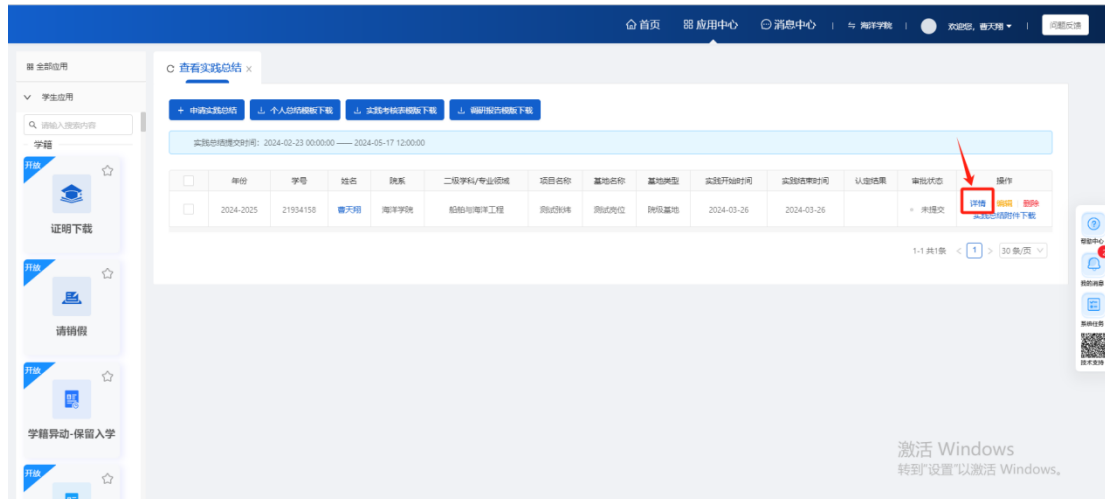 首页 应用中心 消息中心 | 海洋学院 | 欢迎您, 曹天翔 | 问题反馈
全部应用
学生应用
请输入搜索内容
学籍
开放
证明下载
开放
请销假
开放
学籍异动-保留入学
开放
查看实践总结 ×
+ 申请实践总结 个人总结模版下载 实践考核表模版下载 调研报告模版下载
实践总结提交时间: 2024-02-23 00:00:00 —— 2024-05-17 12:00:00
年份 学号 姓名 院系 二级学科/专业领域 项目名称 基地名称 基地类型 实践开始时间 实践结束时间 认定结果 审批状态 操作
2024-2025 21934158 曹天翔 海洋学院 船舶与海洋工程 测试张炜 测试岗位 院级基地 2024-03-26 2024-03-26 未提交 详情 | 编辑 | 删除
实践总结附件下载
1-1 共1条 < 1 > 30 条/页
帮助中心
我的消息
系统任务
技术支持
激活 Windows
转到"设置"以激活 Windows。